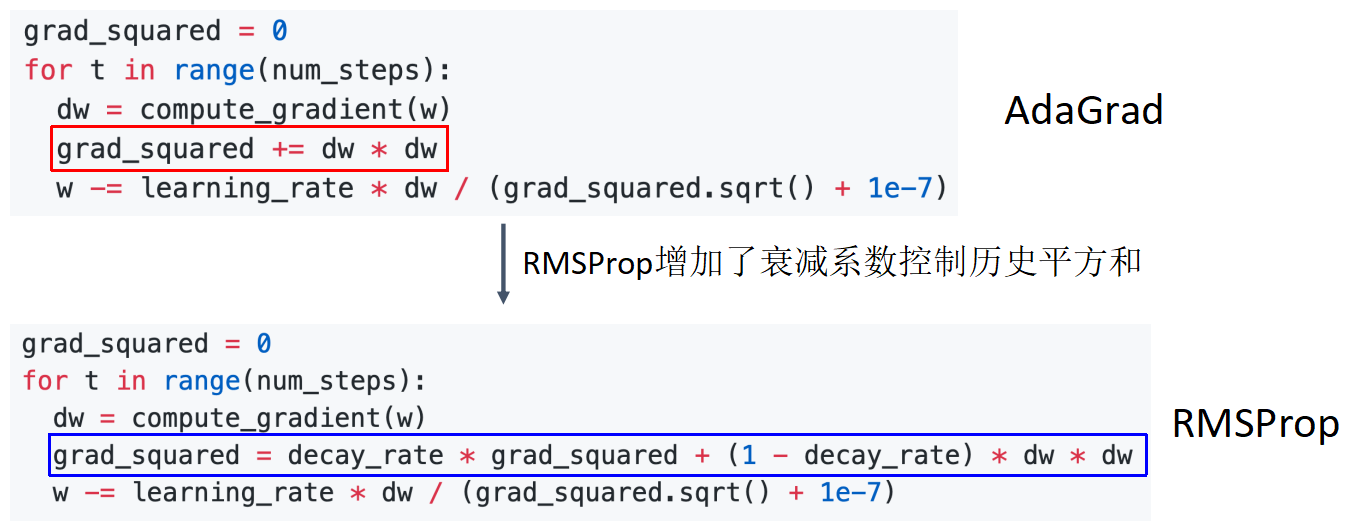 grad_squared = 0
for t in range(num_steps):
  dw = compute_gradient(w)
  grad_squared += dw * dw
  w -= learning_rate * dw / (grad_squared.sqrt() + 1e-7)
AdaGrad
RMSProp增加了衰减系数控制历史平方和
grad_squared = 0
for t in range(num_steps):
  dw = compute_gradient(w)
  grad_squared = decay_rate * grad_squared + (1 - decay_rate) * dw * dw
  w -= learning_rate * dw / (grad_squared.sqrt() + 1e-7)
RMSProp